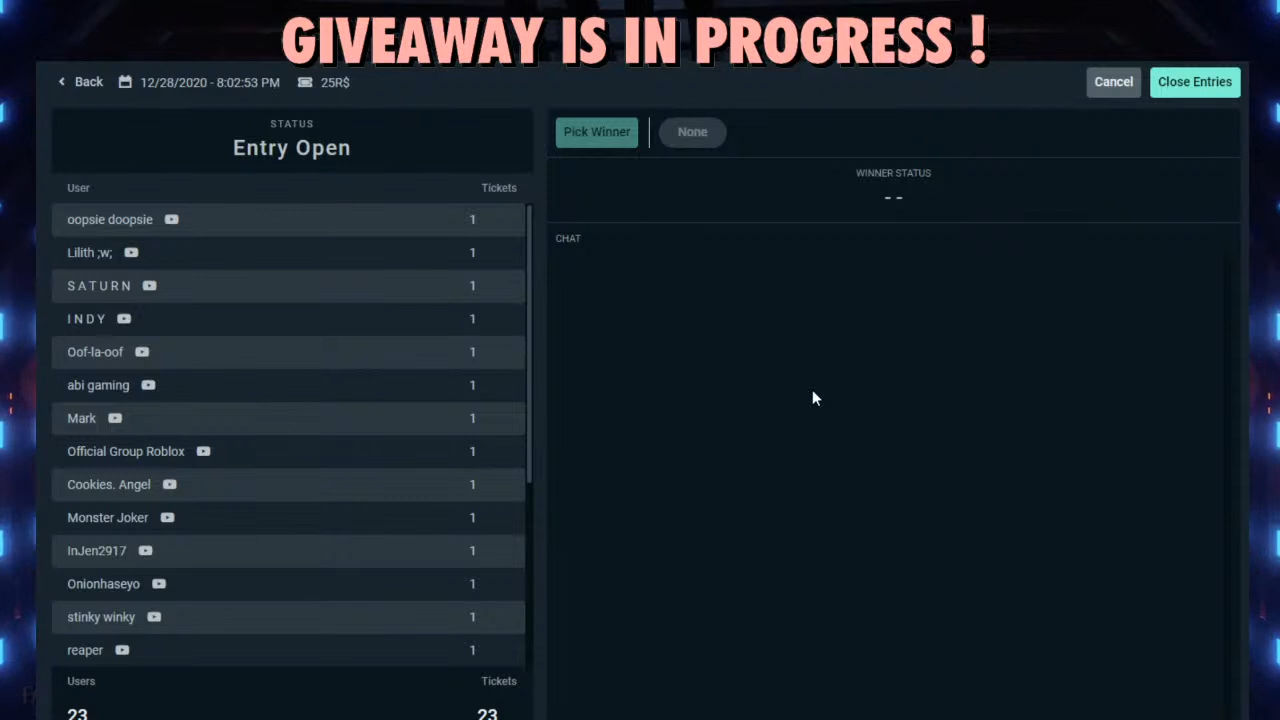 GIVEAWAY IS IN PROGRESS !
Back 12/28/2020 - 8:02:53 PM 25R$
Cancel Close Entries
STATUS
Entry Open
User Tickets
oopsie doopsie 1
Lilith ;w; 1
S A T U R N 1
I N D Y 1
Oof-la-oof 1
abi gaming 1
Mark 1
Official Group Roblox 1
Cookies. Angel 1
Monster Joker 1
InJen2917 1
Onionhaseyo 1
stinky winky 1
reaper 1
Users Tickets
23 23
Pick Winner None
WINNER STATUS
- -
CHAT